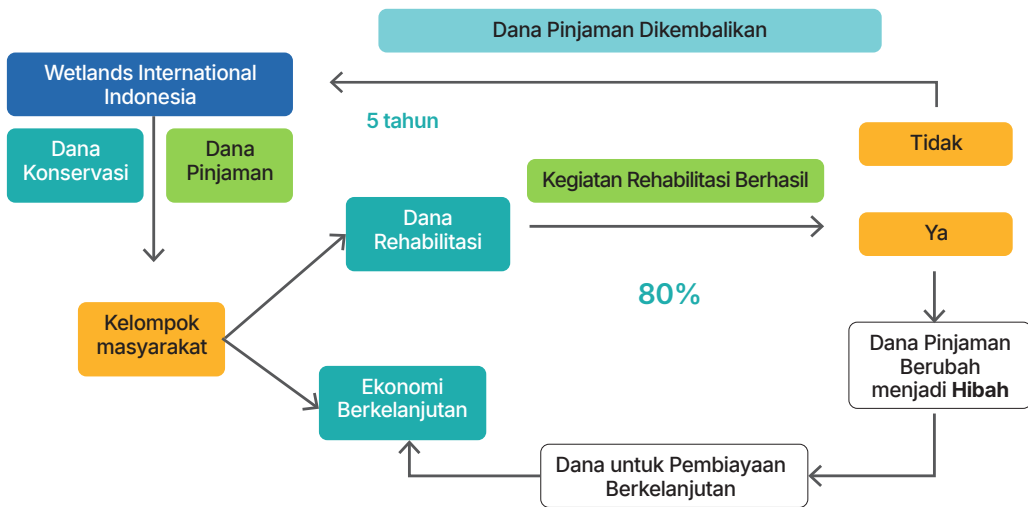 Dana Pinjaman Dikembalikan
Wetlands International
Indonesia
5 tahun
Dana
Konservasi
Dana
Pinjaman
Tidak
Kegiatan Rehabilitasi Berhasil
Dana
Rehabilitasi
Ya
80%
Kelompok
masyarakat
Dana Pinjaman
Berubah
menjadi Hibah
Ekonomi
Berkelanjutan
Dana untuk Pembiayaan
Berkelanjutan